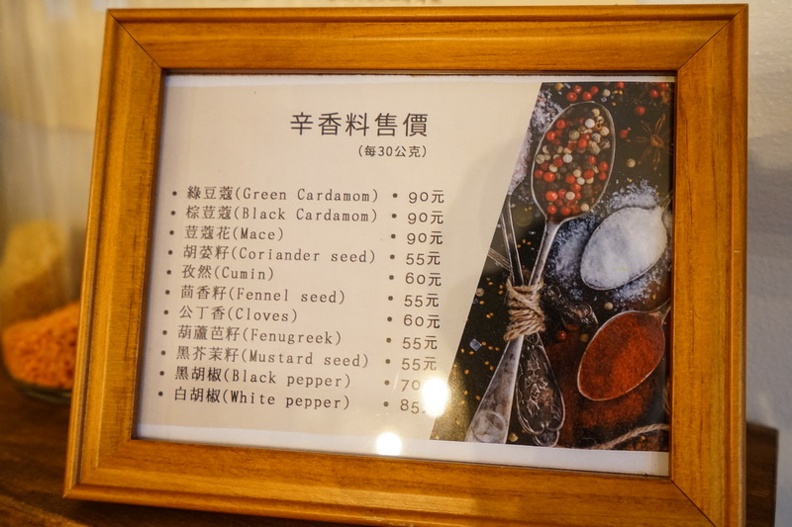 辛香料售價
(每30公克)
• 綠豆蔻(Green Cardamom) • 90元
• 棕荳蔻(Black Cardamom) • 90元
• 荳蔻花(Mace) • 90元
• 胡荽籽(Coriander seed) • 55元
• 孜然(Cumin) • 60元
• 茴香籽(Fennel seed) • 55元
• 公丁香(Cloves) • 60元
• 葫蘆芭籽(Fenugreek) • 55元
• 黑芥茉籽(Mustard seed) • 55元
• 黑胡椒(Black pepper) • 70
• 白胡椒(White pepper) • 85